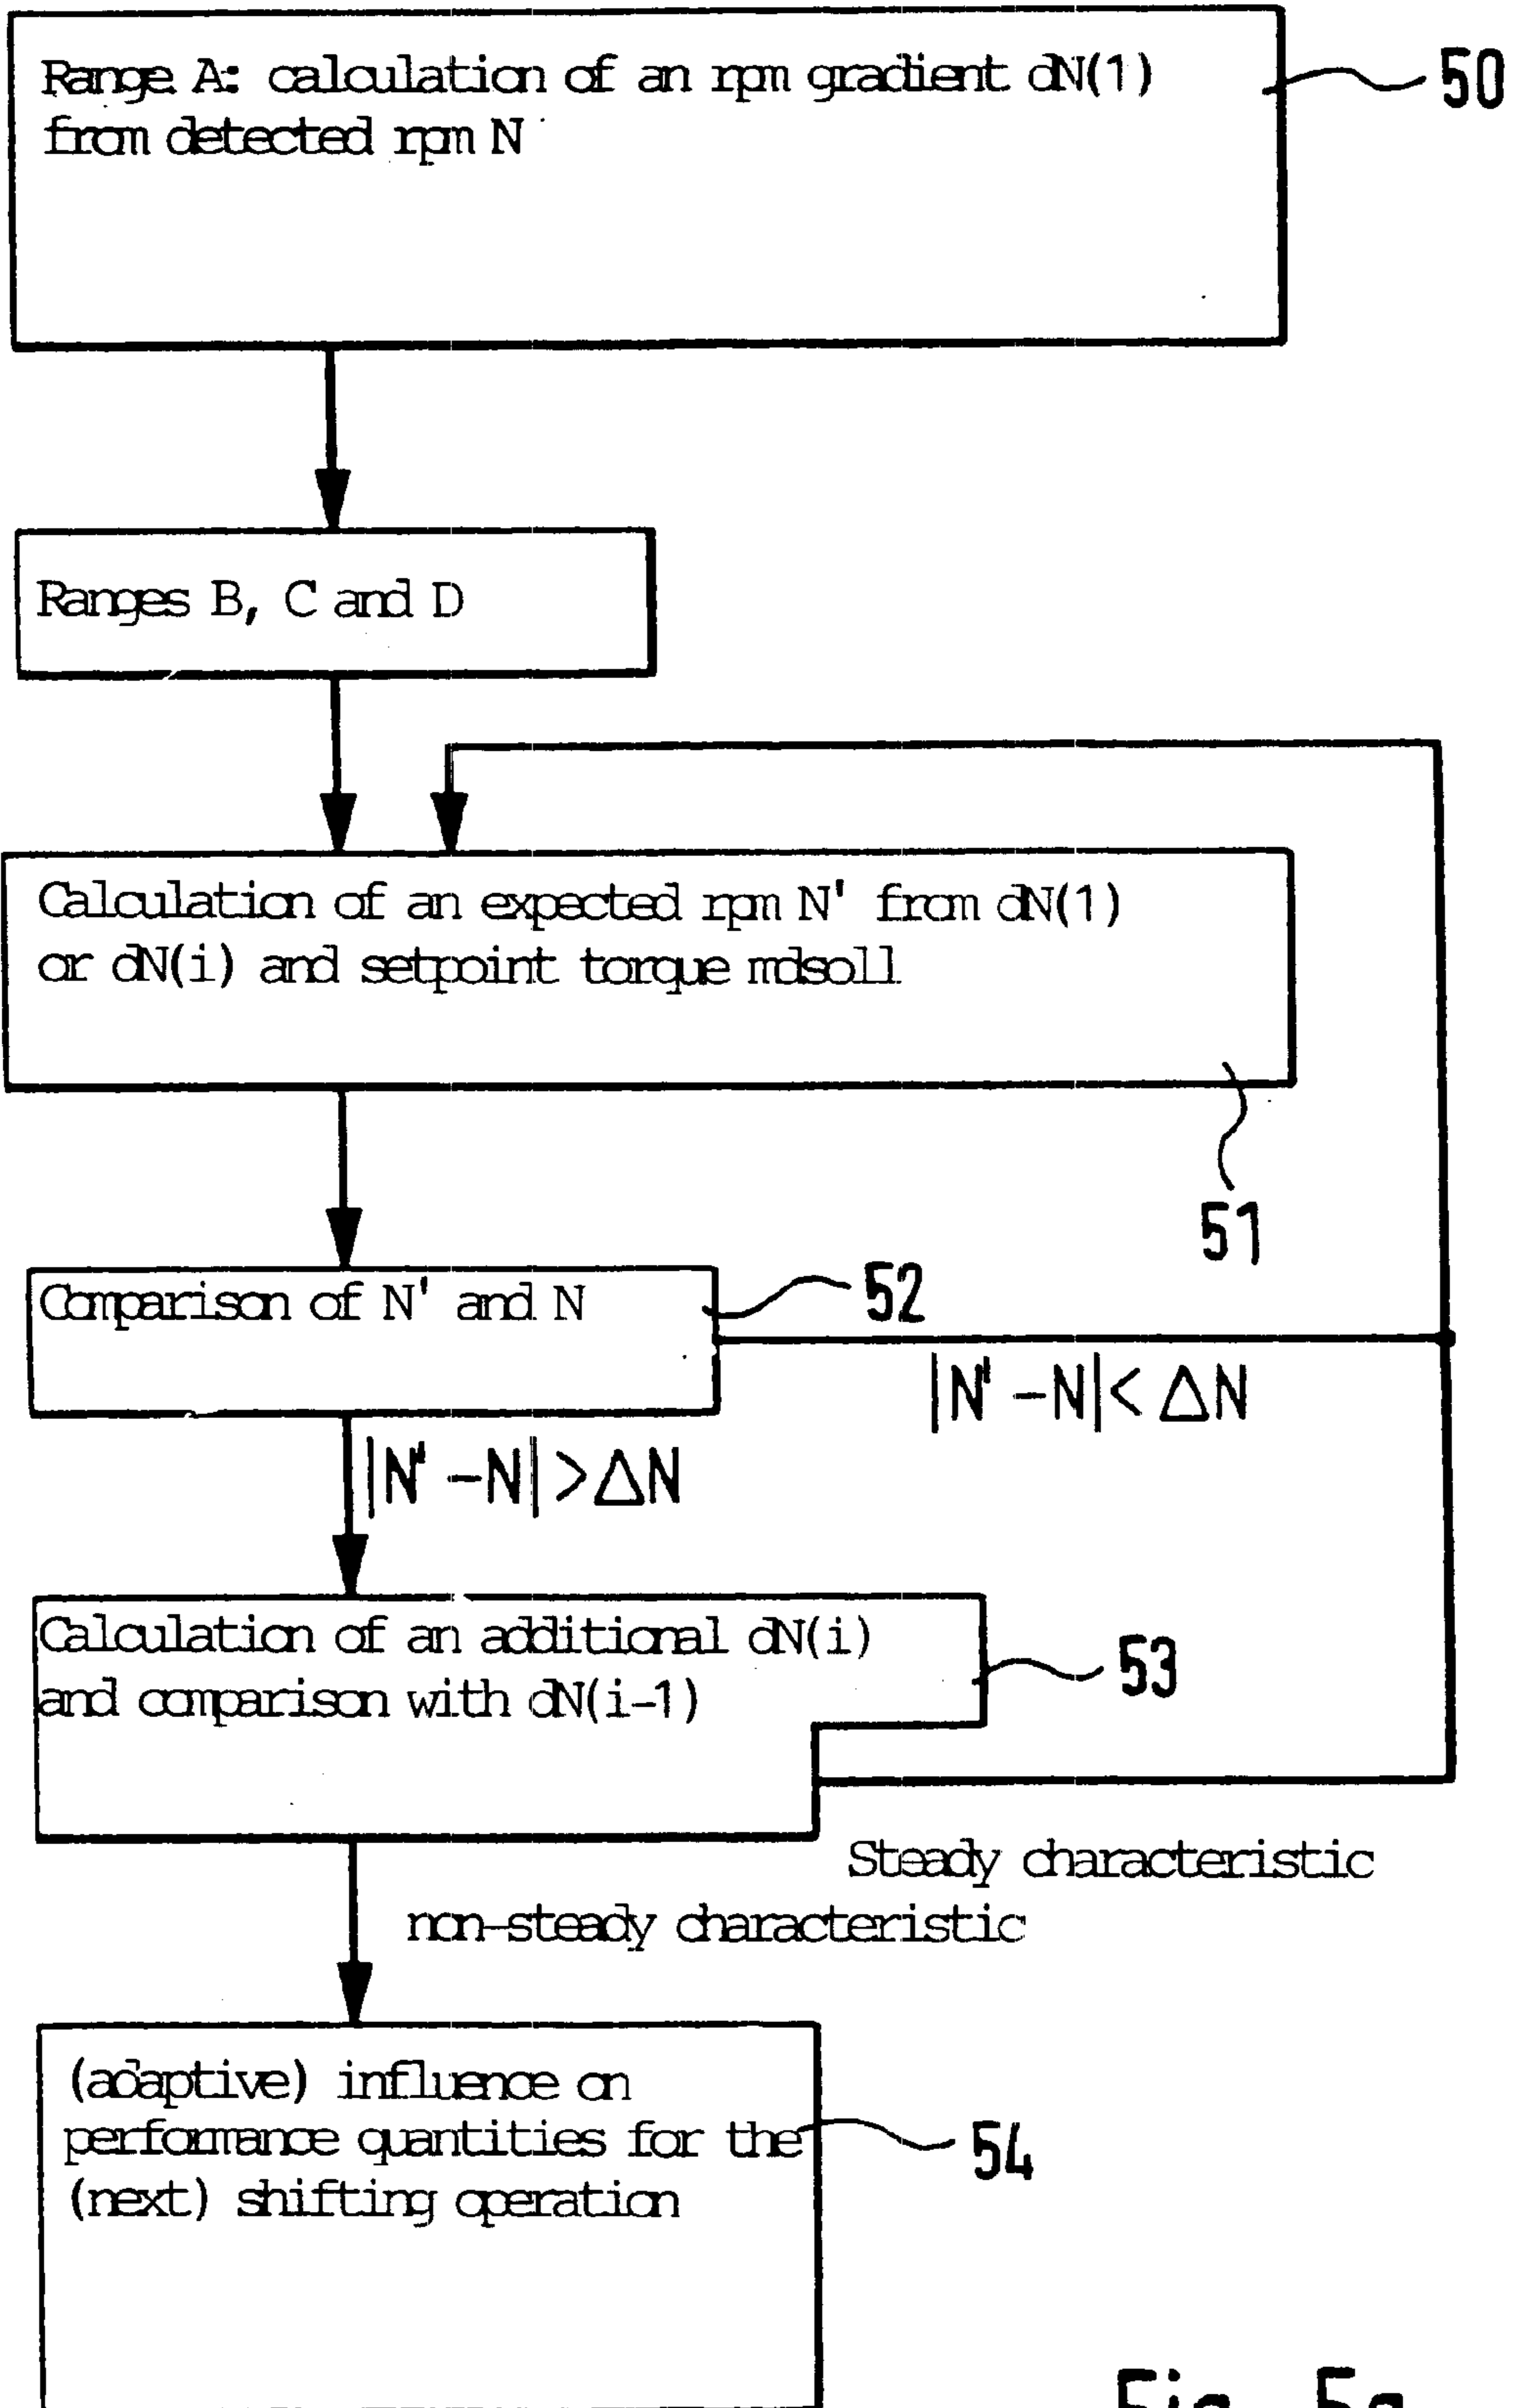 Range A: calculation of an rpm gradient dN(1)
from detected rpm N
50
Ranges B, C and D
Calculation of an expected rpm N' from dN(1)
or dN(i) and setpoint torque mdsoll
51
Comparison of N' and N
52
|N' -N|< ΔN
|N' -N|>ΔN
Calculation of an additional dN(i)
and comparison with dN(i-1)
53
Steady characteristic
non-steady characteristic
(adaptive) influence on
performance quantities for the
(next) shifting operation
54